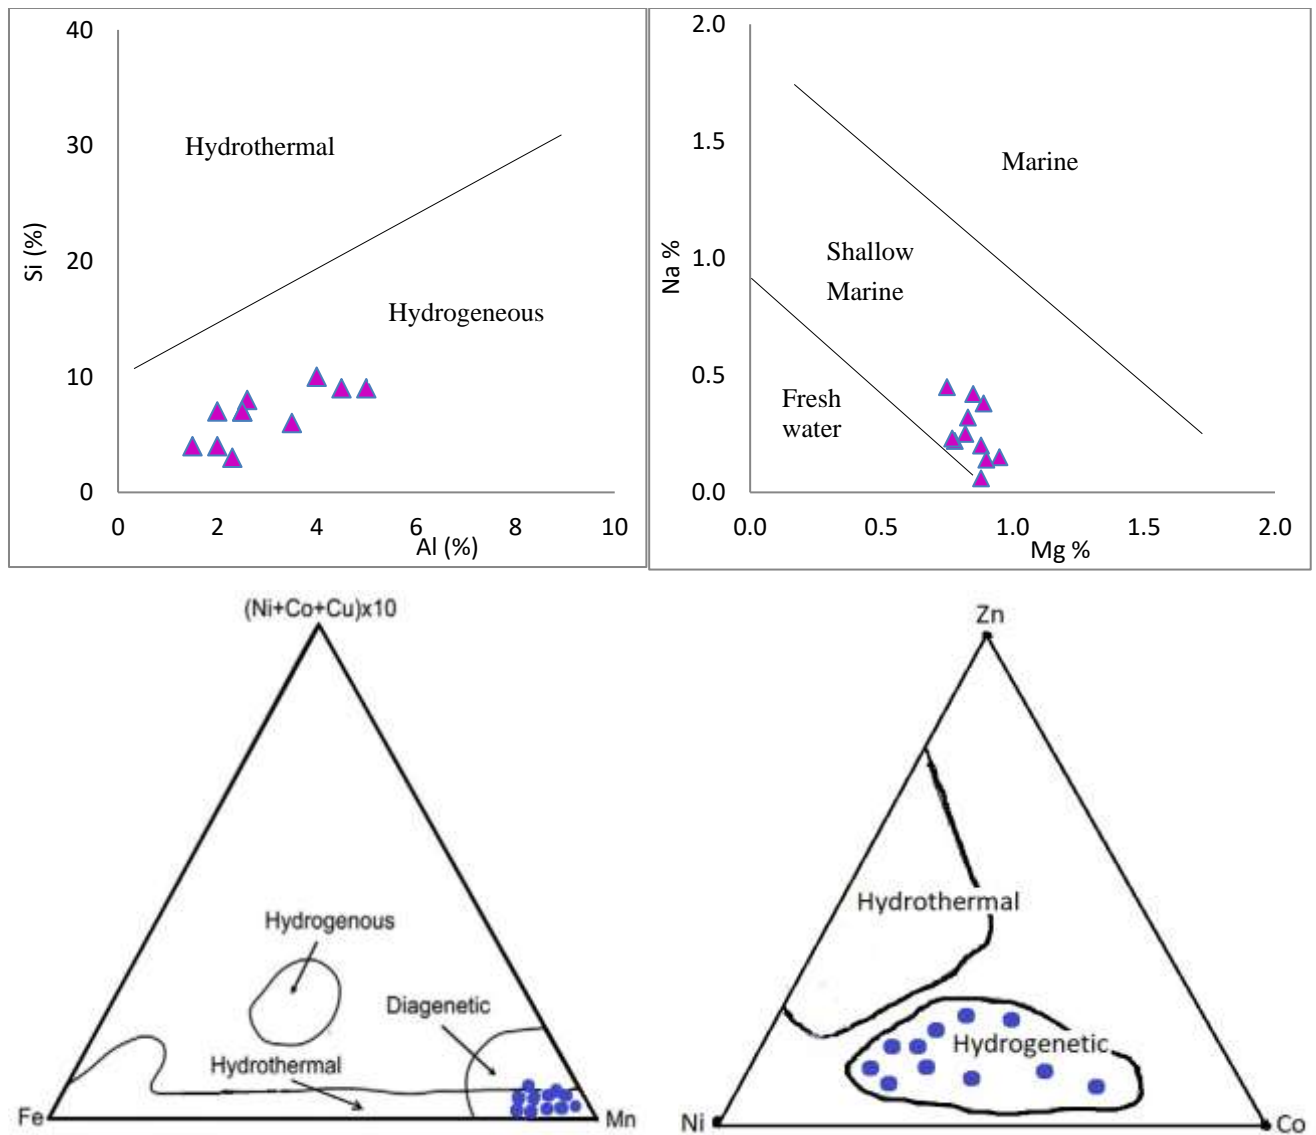 40
30
20
10
0
Si (%)
Hydrothermal
Hydrogeneous
0 2 4 6 8 10
Al (%)
2.0
1.5
1.0
0.5
0.0
Na %
Marine
Shallow
Marine
Fresh
water
0.0 0.5 1.0 1.5 2.0
Mg %
(Ni+Co+Cu)x10
Hydrogenous
Diagenetic
Hydrothermal
Fe Mn
Zn
Hydrothermal
Hydrogenetic
Ni Co